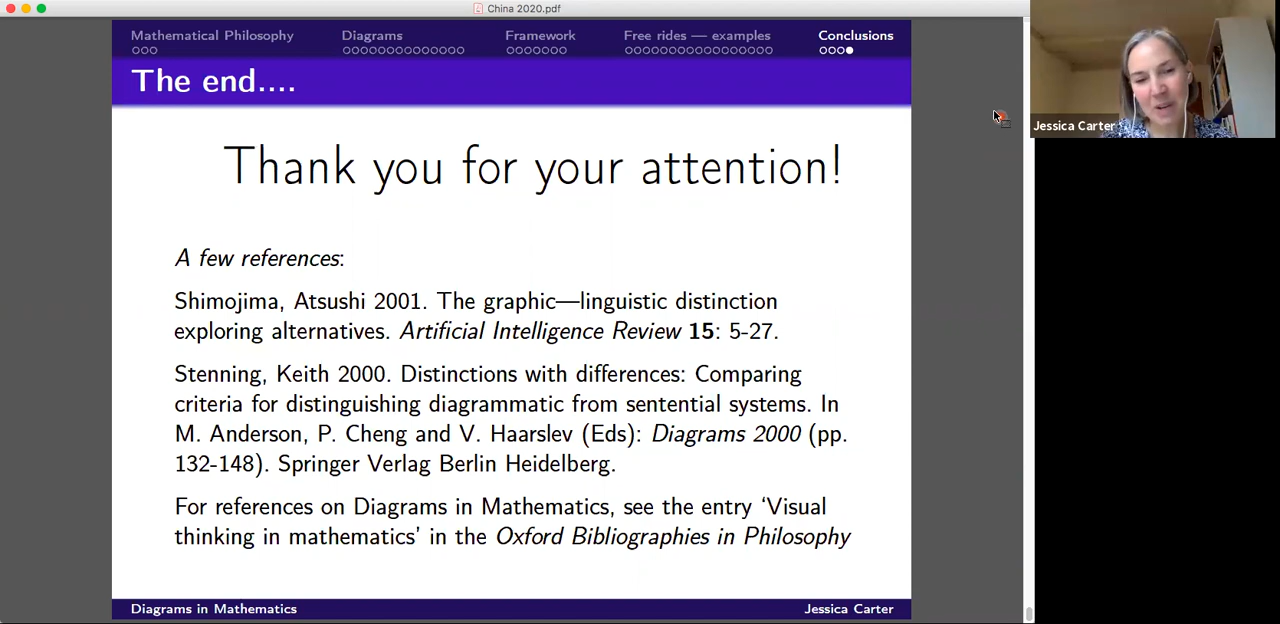 China 2020.pdf
Mathematical Philosophy Diagrams Framework Free rides — examples Conclusions
The end....
Jessica Carter
Thank you for your attention!
A few references:
Shimojima, Atsushi 2001. The graphic—linguistic distinction
exploring alternatives. Artificial Intelligence Review 15: 5-27.
Stenning, Keith 2000. Distinctions with differences: Comparing
criteria for distinguishing diagrammatic from sentential systems. In
M. Anderson, P. Cheng and V. Haarslev (Eds): Diagrams 2000 (pp.
132-148). Springer Verlag Berlin Heidelberg.
For references on Diagrams in Mathematics, see the entry ‘Visual
thinking in mathematics’ in the Oxford Bibliographies in Philosophy
Diagrams in Mathematics Jessica Carter